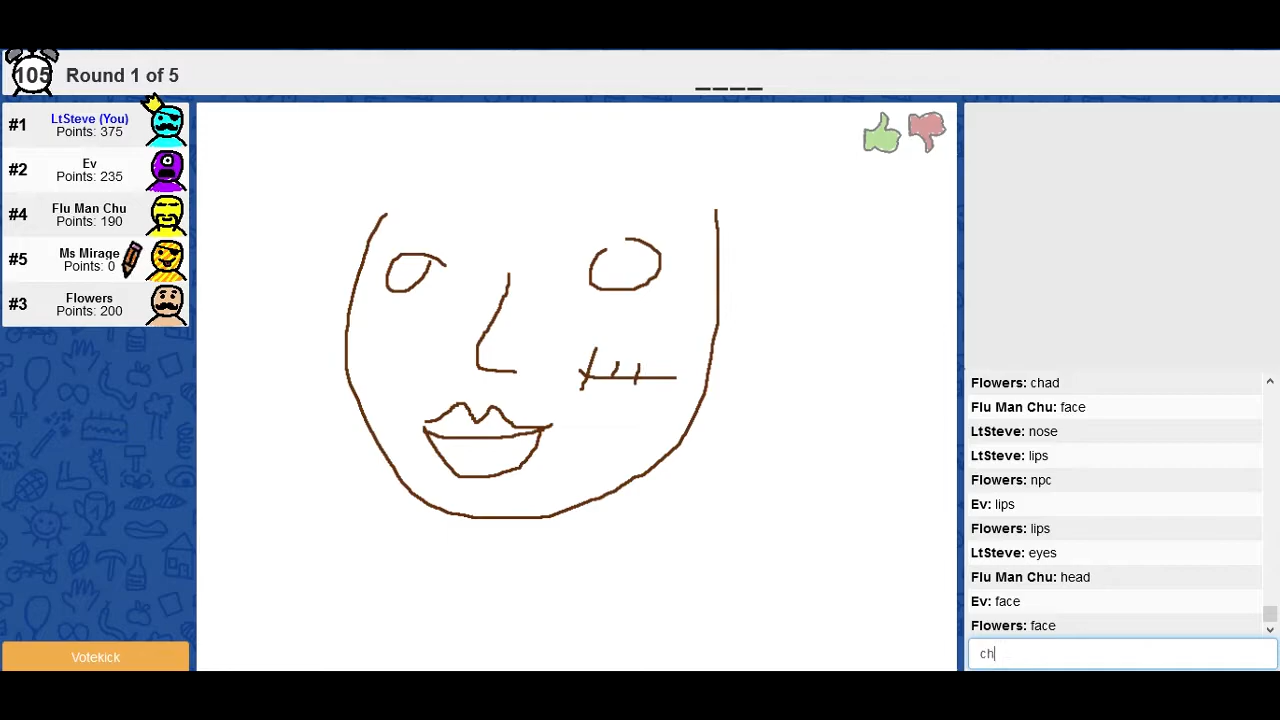 105 Round 1 of 5
____
#1 LtSteve (You)
Points: 375
#2 Ev
Points: 235
#4 Flu Man Chu
Points: 190
#5 Ms Mirage
Points: 0
#3 Flowers
Points: 200
Votekick
Flowers: chad
Flu Man Chu: face
LtSteve: nose
LtSteve: lips
Flowers: npc
Ev: lips
Flowers: lips
LtSteve: eyes
Flu Man Chu: head
Ev: face
Flowers: face
ch